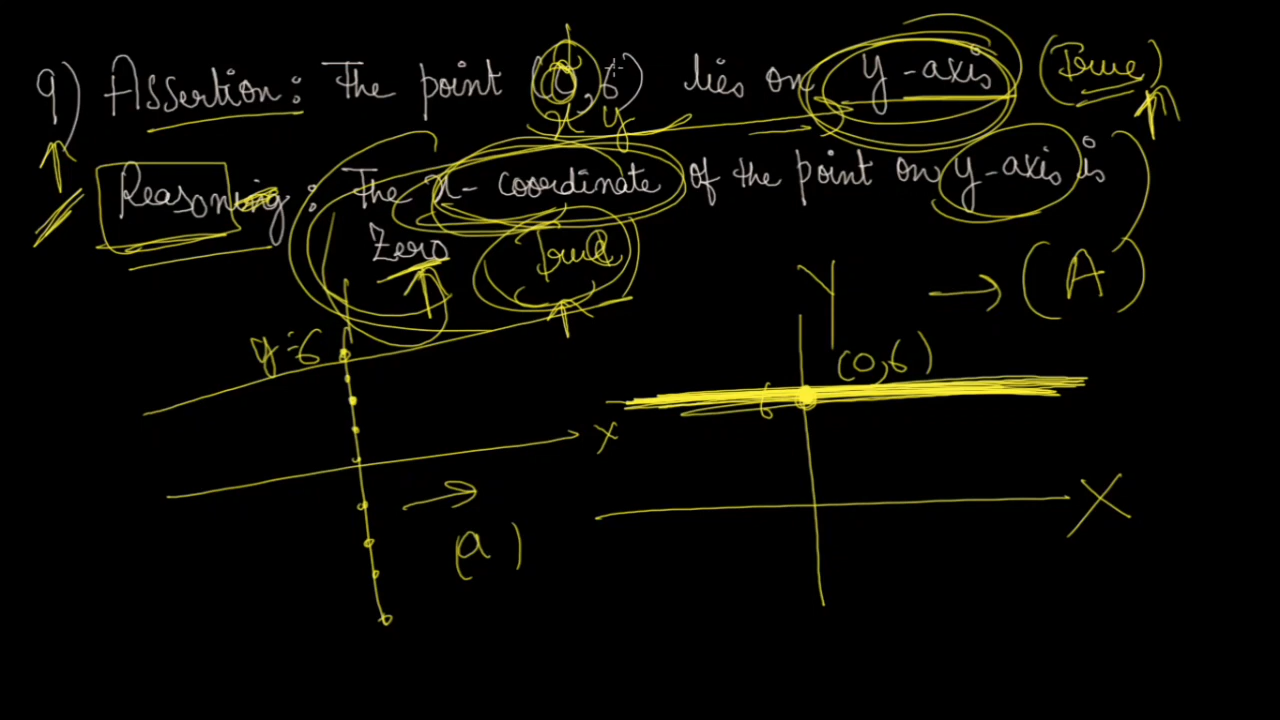 9) Assertion: The point (0,6) lies on y-axis (True)
x y
Reasoning: The x-coordinate of the point on y-axis is
Zero True
→ (A)
Y
y=6
(0,6)
6
X
X
→ (a)